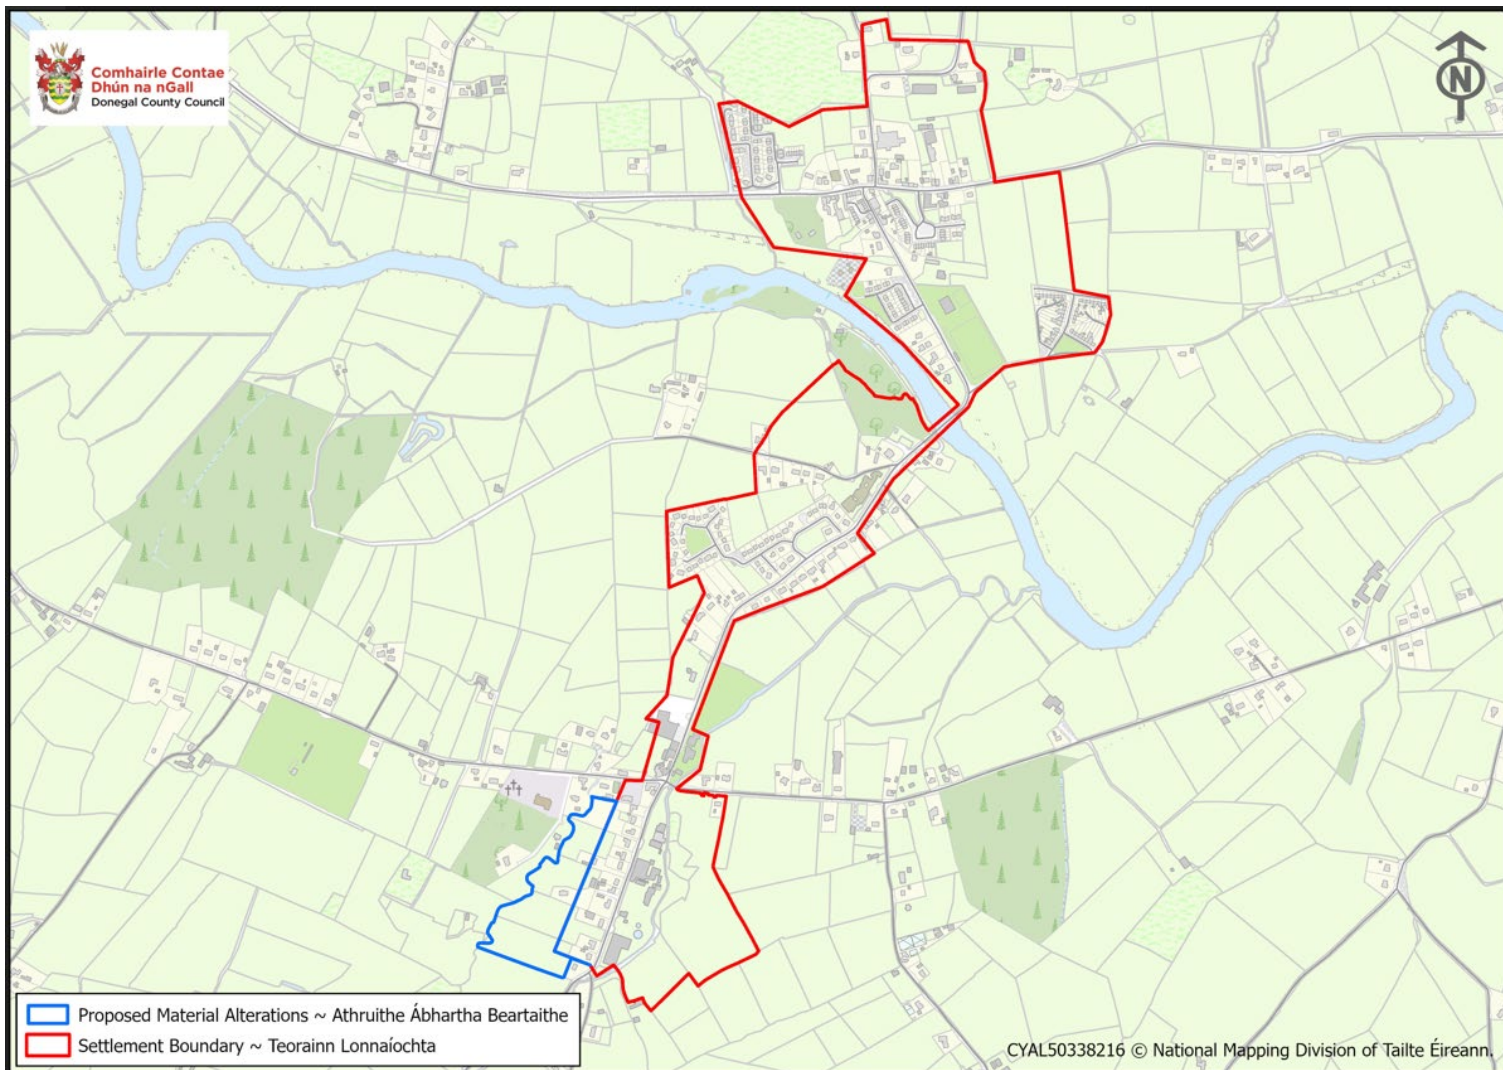 Comhairle Contae
Dhún na nGall
Donegal County Council
N
Proposed Material Alterations ~ Athruithe Ábhartha Beartaithe
Settlement Boundary ~ Teorainn Lonnaíochta
CYAL50338216 © National Mapping Division of Tailte Éireann.